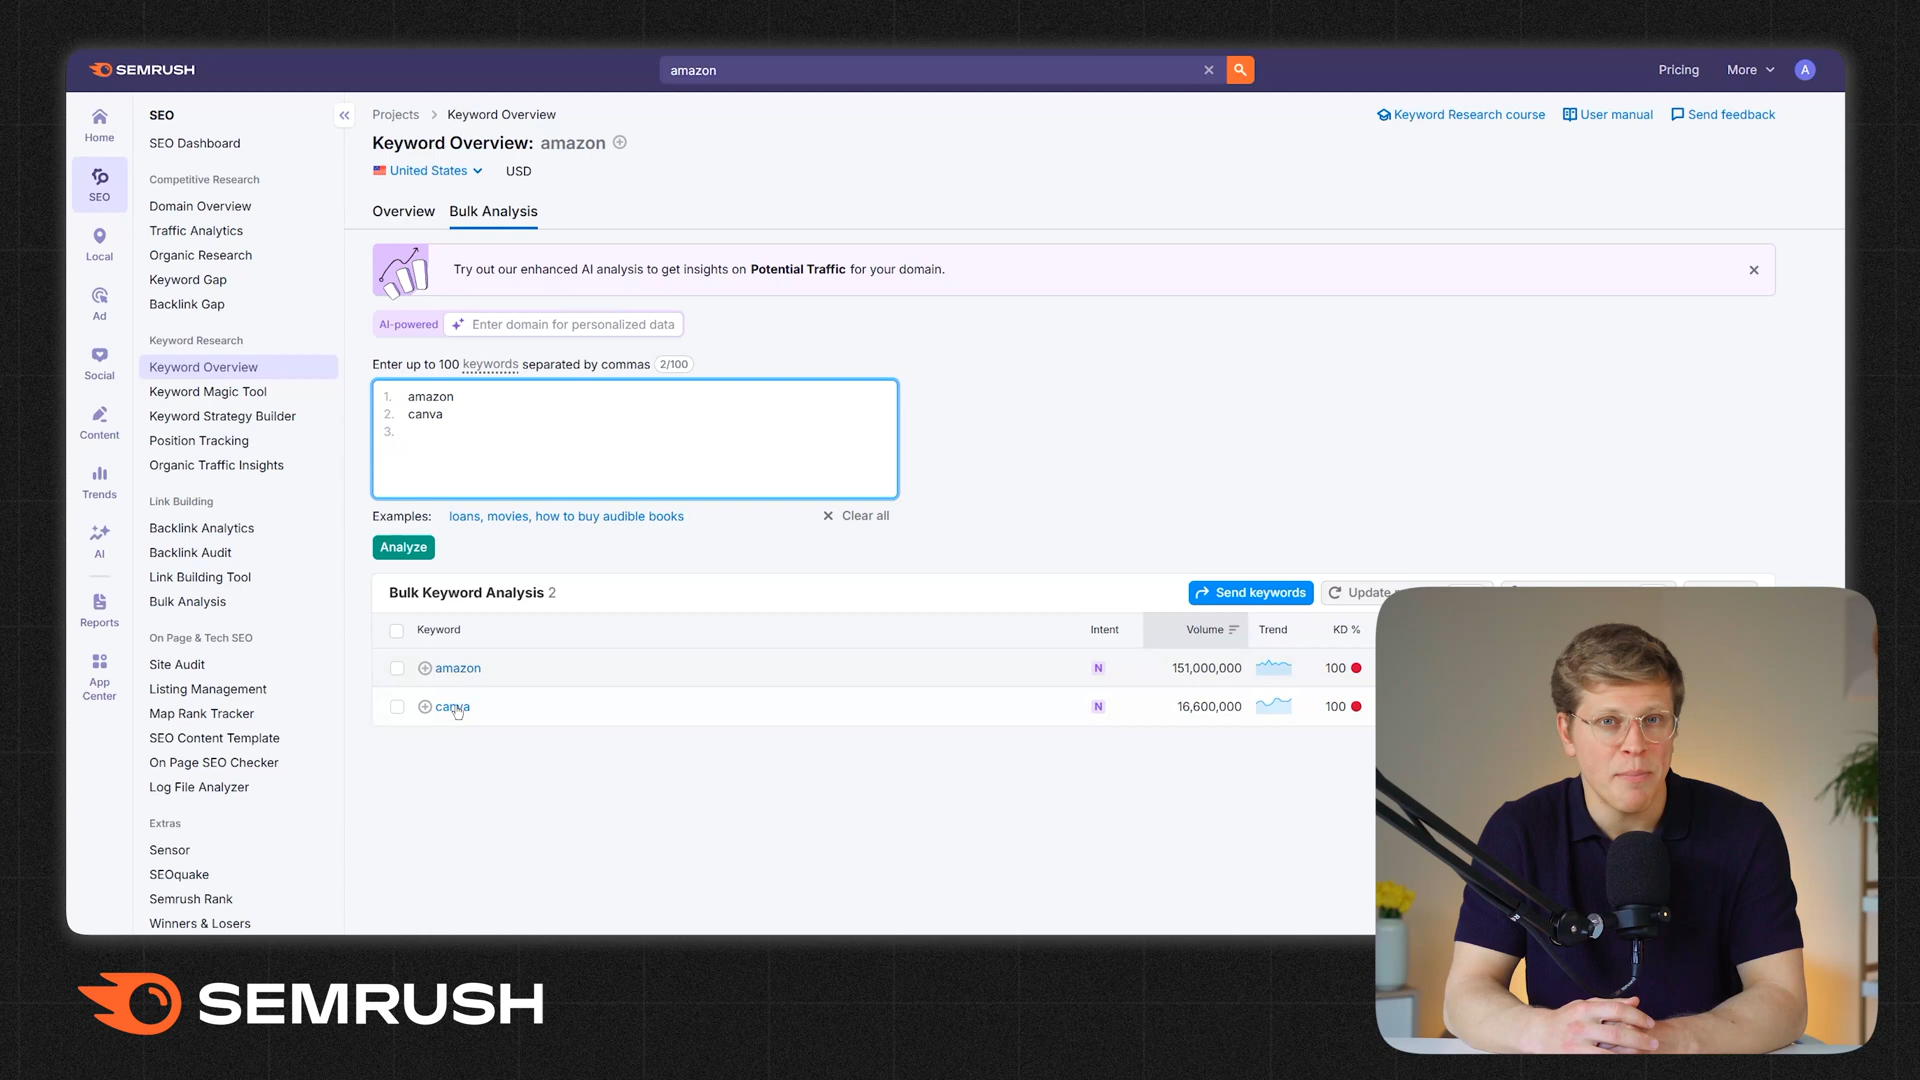 SEMRUSH
amazon
Pricing
More
A
Home
SEO
Local
Ad
Social
Content
Trends
AI
Reports
App
Center
SEO
SEO Dashboard
Competitive Research
Domain Overview
Traffic Analytics
Organic Research
Keyword Gap
Backlink Gap
Keyword Research
Keyword Overview
Keyword Magic Tool
Keyword Strategy Builder
Position Tracking
Organic Traffic Insights
Link Building
Backlink Analytics
Backlink Audit
Link Building Tool
Bulk Analysis
On Page & Tech SEO
Site Audit
Listing Management
Map Rank Tracker
SEO Content Template
On Page SEO Checker
Log File Analyzer
Extras
Sensor
SEOquake
Semrush Rank
Winners & Losers
Projects > Keyword Overview
Keyword Research course
User manual
Send feedback
Keyword Overview: amazon
United States
USD
Overview
Bulk Analysis
Try out our enhanced AI analysis to get insights on Potential Traffic for your domain.
AI-powered
Enter domain for personalized data
Enter up to 100 keywords separated by commas 2/100
1. amazon
2. canva
3.
Examples: loans, movies, how to buy audible books
Clear all
Analyze
Bulk Keyword Analysis 2
Send keywords
Update
Keyword Intent Volume Trend KD %
amazon N 151,000,000 100
canva N 16,600,000 100
SEMRUSH